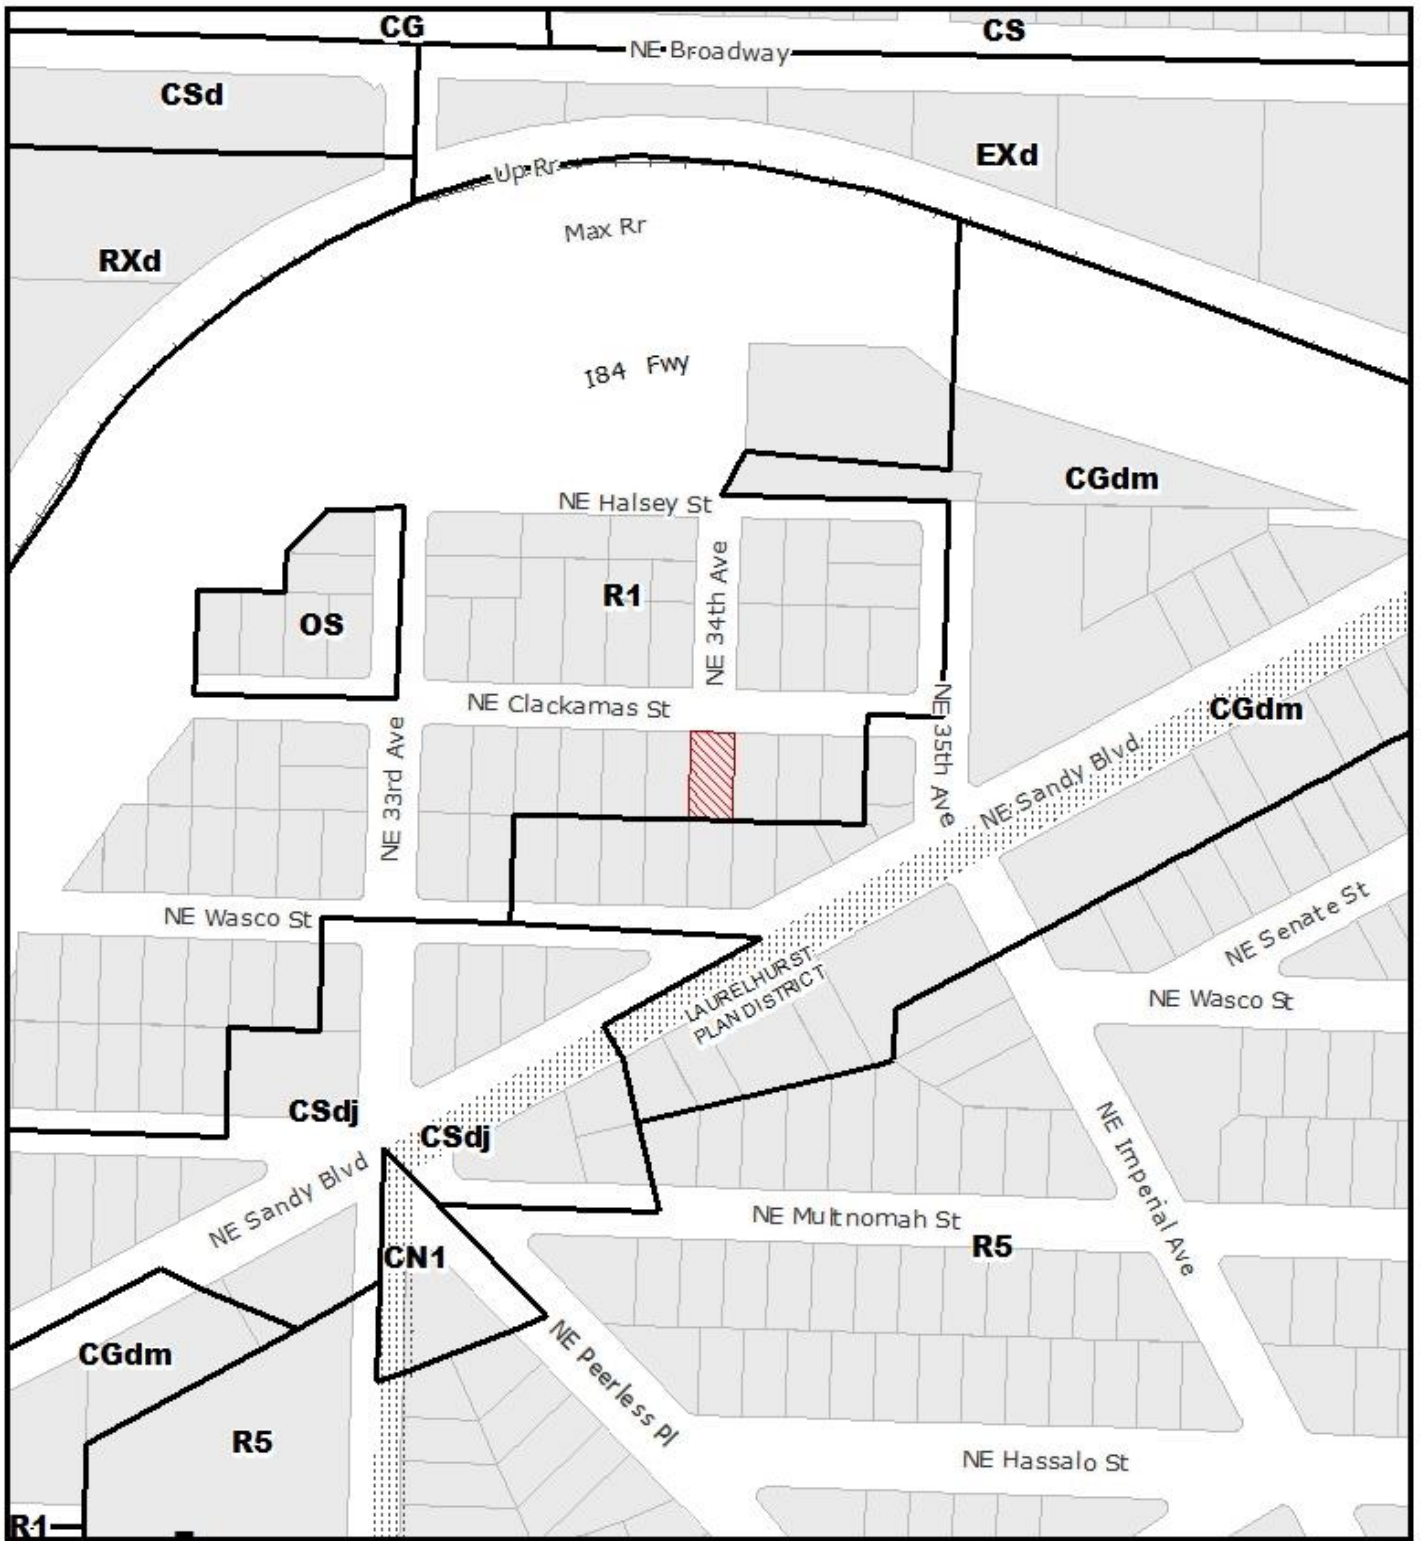 CG
CS
NE Broadway
CSd
EXd
Up Rr
Max Rr
RXd
I84 Fwy
CGdm
NE Halsey St
R1
NE 34th Ave
OS
NE Clackamas St
NE 33rd Ave
NE 35th Ave
CGdm
NE Sandy Blvd
NE Wasco St
NE Senate St
LAURELHURST
PLAN DISTRICT
NE Wasco St
CSdj
CSdj
NE Imperial Ave
NE Sandy Blvd
NE Multnomah St
R5
CN1
CGdm
NE Peerless Pl
R5
NE Hassalo St
R1